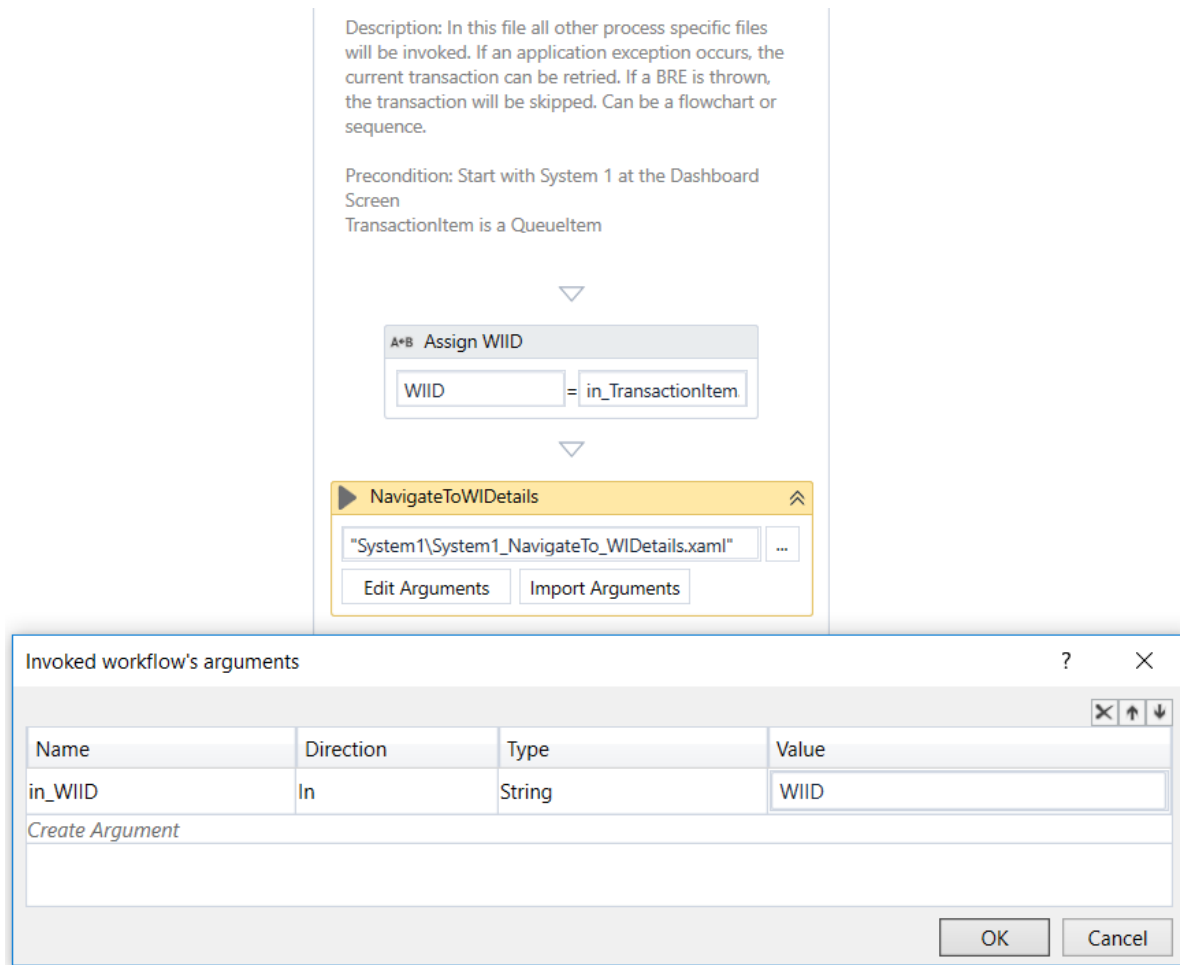 Description: In this file all other process specific files
will be invoked. If an application exception occurs, the
current transaction can be retried. If a BRE is thrown,
the transaction will be skipped. Can be a flowchart or
sequence.
Precondition: Start with System 1 at the Dashboard
Screen
TransactionItem is a QueueItem
A+B Assign WIID
WIID = in_TransactionItem.
NavigateToWIDetails
"System1\System1_NavigateTo_WIDetails.xaml" ...
Edit Arguments Import Arguments
Invoked workflow's arguments ?
Name Direction Type Value
in_WIID In String WIID
Create Argument
OK Cancel